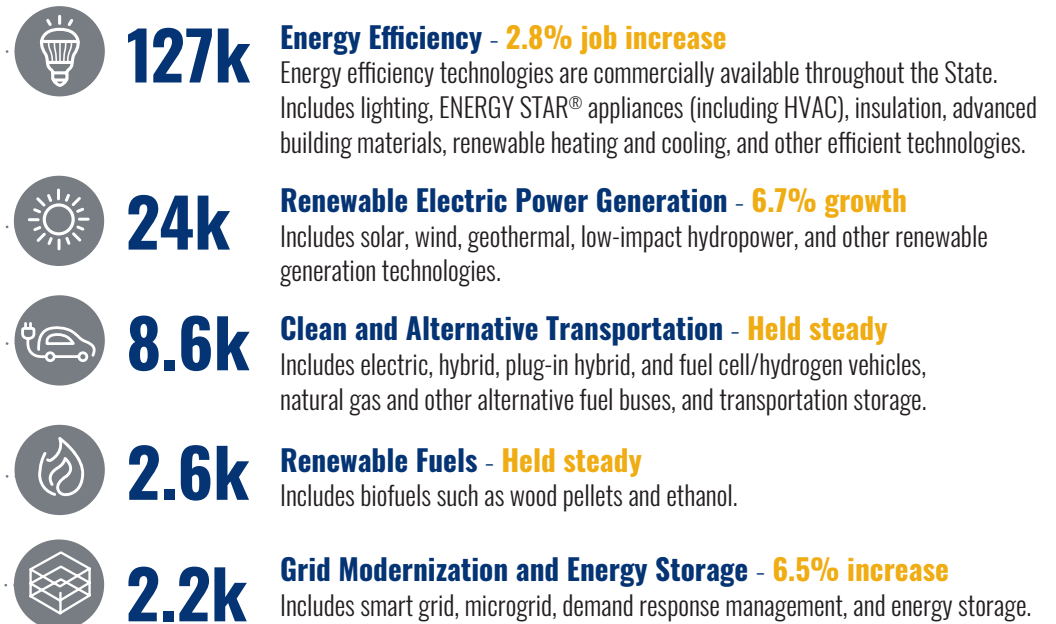 127k
Energy Efficiency - 2.8% job increase
Energy efficiency technologies are commercially available throughout the State.
Includes lighting, ENERGY STAR® appliances (including HVAC), insulation, advanced
building materials, renewable heating and cooling, and other efficient technologies.
24k
Renewable Electric Power Generation - 6.7% growth
Includes solar, wind, geothermal, low-impact hydropower, and other renewable
generation technologies.
8.6k
Clean and Alternative Transportation - Held steady
Includes electric, hybrid, plug-in hybrid, and fuel cell/hydrogen vehicles,
natural gas and other alternative fuel buses, and transportation storage.
2.6k
Renewable Fuels - Held steady
Includes biofuels such as wood pellets and ethanol.
2.2k
Grid Modernization and Energy Storage - 6.5% increase
Includes smart grid, microgrid, demand response management, and energy storage.